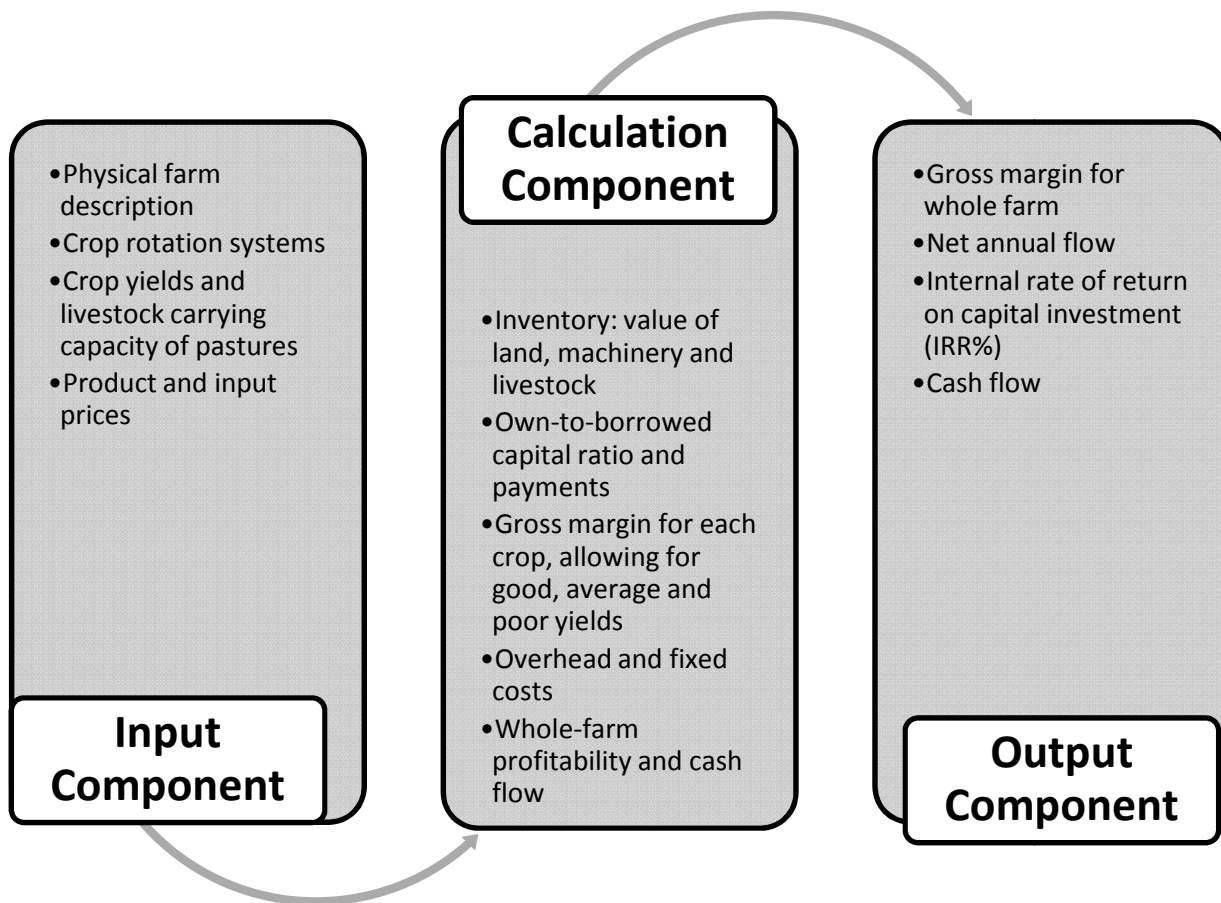 •Physical farm
description
•Crop rotation systems
•Crop yields and
livestock carrying
capacity of pastures
•Product and input
prices
Input
Component
Calculation
Component
•Inventory: value of
land, machinery and
livestock
•Own-to-borrowed
capital ratio and
payments
•Gross margin for each
crop, allowing for
good, average and
poor yields
•Overhead and fixed
costs
•Whole-farm
profitability and cash
flow
•Gross margin for
whole farm
•Net annual flow
•Internal rate of return
on capital investment
(IRR%)
•Cash flow
Output
Component